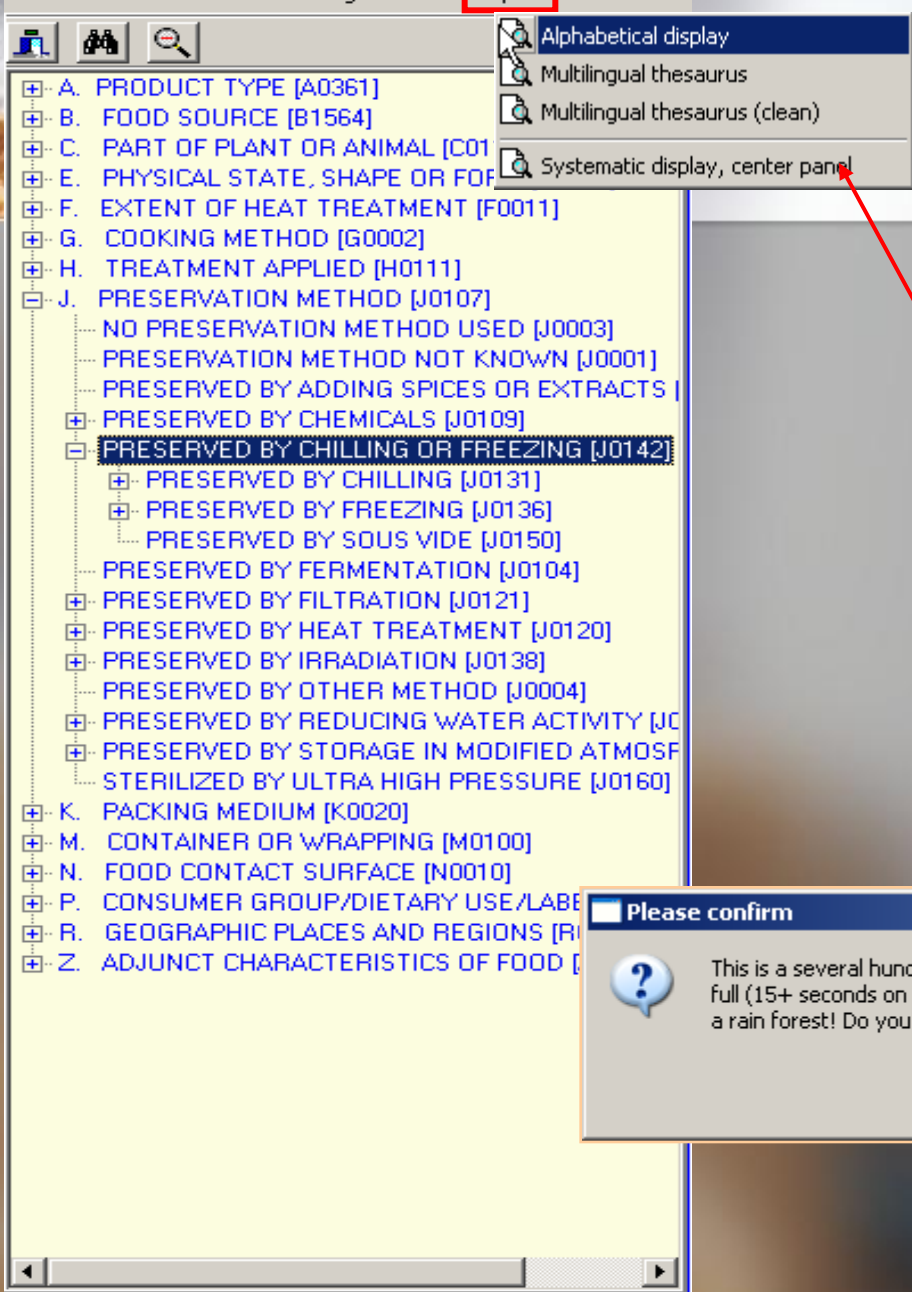 Alphabetical display
Multilingual thesaurus
Multilingual thesaurus (clean)
Systematic display, center panel
A. PRODUCT TYPE [A0361]
B. FOOD SOURCE [B1564]
C. PART OF PLANT OR ANIMAL
E. PHYSICAL STATE, SHAPE OR
F. EXTENT OF HEAT TREATMENT [F0011]
G. COOKING METHOD [G0002]
H. TREATMENT APPLIED [H0111]
J. PRESERVATION METHOD [J0107]
NO PRESERVATION METHOD USED [J0003]
PRESERVATION METHOD NOT KNOWN [J0001]
PRESERVED BY ADDING SPICES OR EXTRACTS [
PRESERVED BY CHEMICALS [J0109]
PRESERVED BY CHILLING OR FREEZING [J0142]
PRESERVED BY CHILLING [J0131]
PRESERVED BY FREEZING [J0136]
PRESERVED BY SOUS VIDE [J0150]
PRESERVED BY FERMENTATION [J0104]
PRESERVED BY FILTRATION [J0121]
PRESERVED BY HEAT TREATMENT [J0120]
PRESERVED BY IRRADIATION [J0138]
PRESERVED BY OTHER METHOD [J0004]
PRESERVED BY REDUCING WATER ACTIVITY
PRESERVED BY STORAGE IN MODIFIED
STERILIZED BY ULTRA HIGH PRESSURE [J0160]
K. PACKING MEDIUM [K0020]
M. CONTAINER OR WRAPPING [M0100]
N. FOOD CONTACT SURFACE [N0010]
P. CONSUMER GROUP/DIETARY USE/LABE
R. GEOGRAPHIC PLACES AND REGIONS
Z. ADJUNCT CHARACTERISTICS OF FOOD [
Please confirm
This is a several hund
full (15+ seconds on
a rain forest! Do you